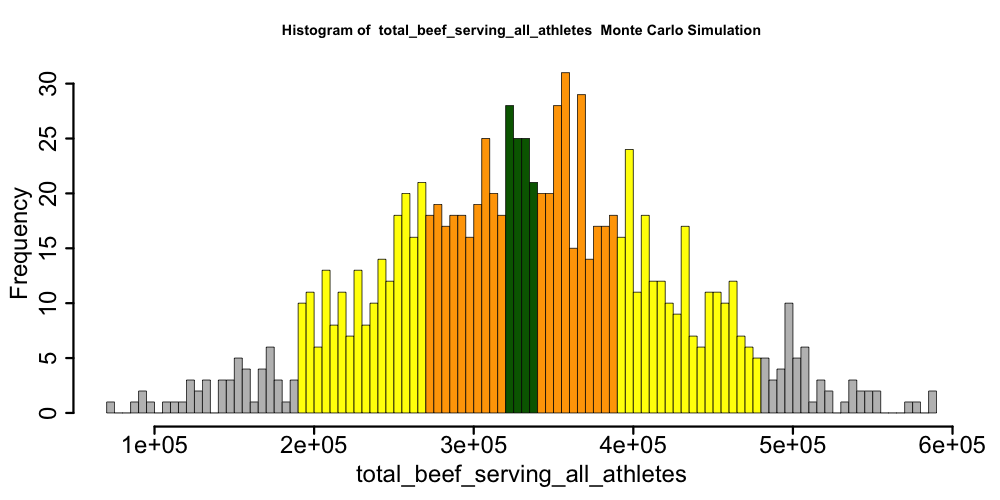 Histogram of  total_beef_serving_all_athletes  Monte Carlo Simulation
30
25
20
15
10
5
0
Frequency
1e+05 2e+05 3e+05 4e+05 5e+05 6e+05
total_beef_serving_all_athletes